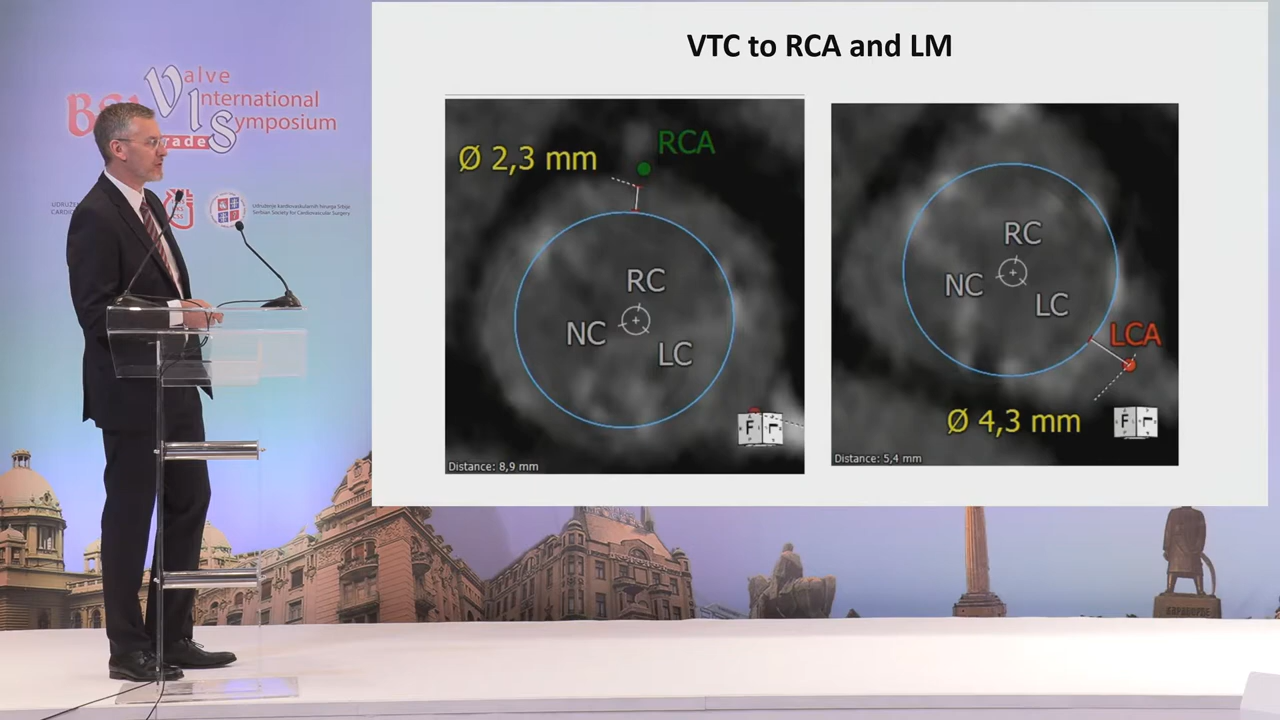 VTC to RCA and LM
Valve
International
Symposium
rade
Udruženje kardiovaskularnih hirurga Srbije
Serbian Society for Cardiovascular Surgery
Ø 2,3 mm
RCA
RC
NC
LC
F
Distance: 8,9 mm
RC
NC
LC
LCA
Ø 4,3 mm
F
Distance: 5,4 mm